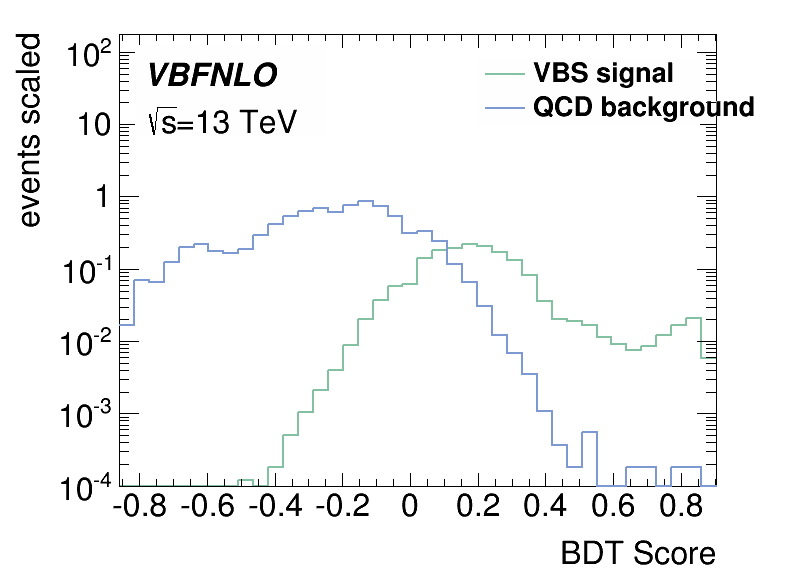 events scaled
10²
10
1
10⁻¹
10⁻²
10⁻³
10⁻⁴
VBFNLO
√s=13 TeV
VBS signal
QCD background
-0.8 -0.6 -0.4 -0.2 0 0.2 0.4 0.6 0.8
BDT Score